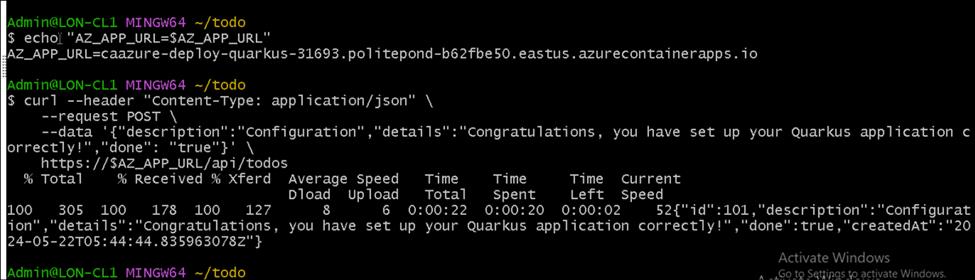 Admin@LON-CL1 MINGW64 ~/todo
$ echo "AZ_APP_URL=$AZ_APP_URL"
AZ_APP_URL=caazure-deploy-quarkus-31693.politepond-b62fbe50.eastus.azurecontainerapps.io
Admin@LON-CL1 MINGW64 ~/todo
$ curl --header "Content-Type: application/json" \
    --request POST \
    --data '{"description":"Configuration","details":"Congratulations, you have set up your Quarkus application c
orrectly!","done": "true"}' \
    https://$AZ_APP_URL/api/todos
  % Total    % Received % Xferd  Average Speed   Time    Time     Time  Current
                                 Dload  Upload   Total   Spent    Left  Speed
100   305  100   178  100   127      8      6  0:00:22  0:00:20  0:00:02    52{"id":101,"description":"Configurat
ion","details":"Congratulations, you have set up your Quarkus application correctly!","done":true,"createdAt":"20
24-05-22T05:44:44.835963078Z"}
Activate Windows
Go to Settings to activate Windows.
Admin@LON-CL1 MINGW64 ~/todo